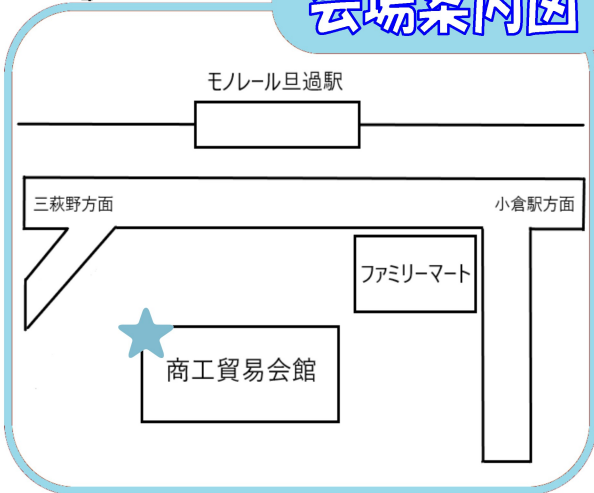 会場案内図
モノレール旦過駅
三萩野方面
小倉駅方面
ファミリーマート
商工貿易会館